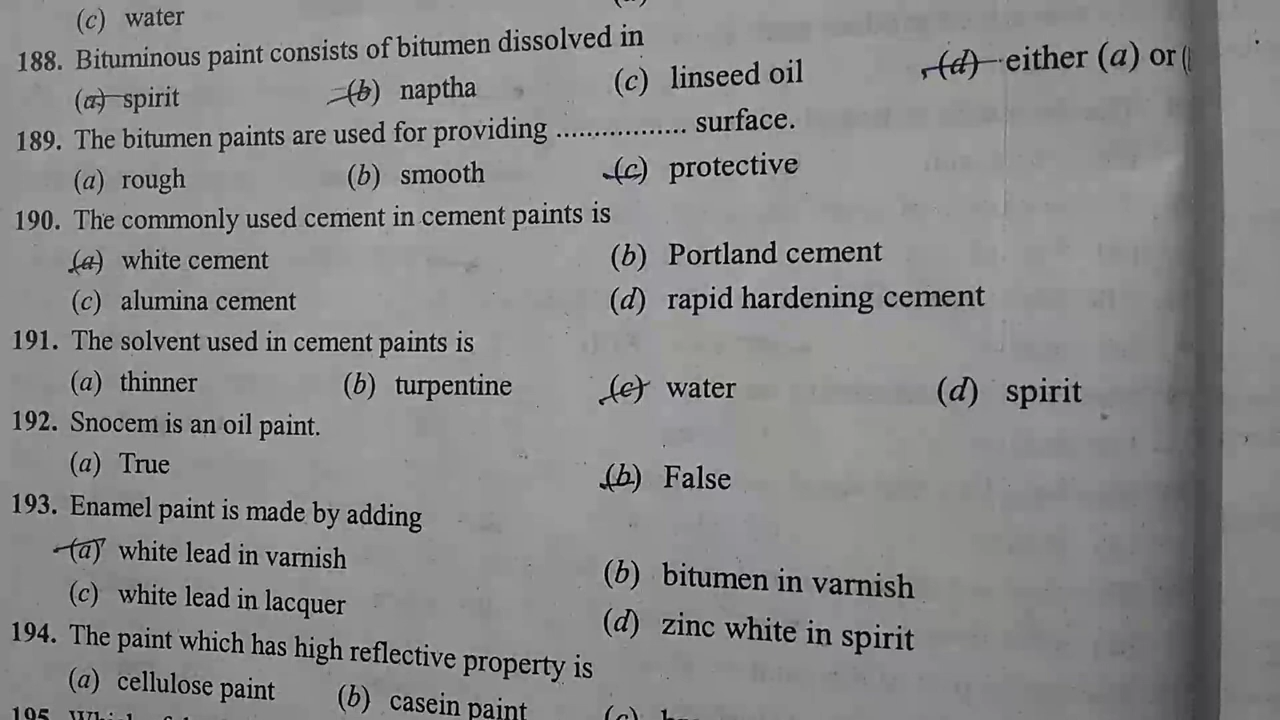 (c) water
188. Bituminous paint consists of bitumen dissolved in
(a) spirit (b) naptha (c) linseed oil (d) either (a) or (
189. The bitumen paints are used for providing ................ surface.
(a) rough (b) smooth (c) protective
190. The commonly used cement in cement paints is
(a) white cement (b) Portland cement
(c) alumina cement (d) rapid hardening cement
191. The solvent used in cement paints is
(a) thinner (b) turpentine (c) water (d) spirit
192. Snocem is an oil paint.
(a) True (b) False
193. Enamel paint is made by adding
(a) white lead in varnish (b) bitumen in varnish
(c) white lead in lacquer (d) zinc white in spirit
194. The paint which has high reflective property is
(a) cellulose paint (b) casein paint (c)
195.